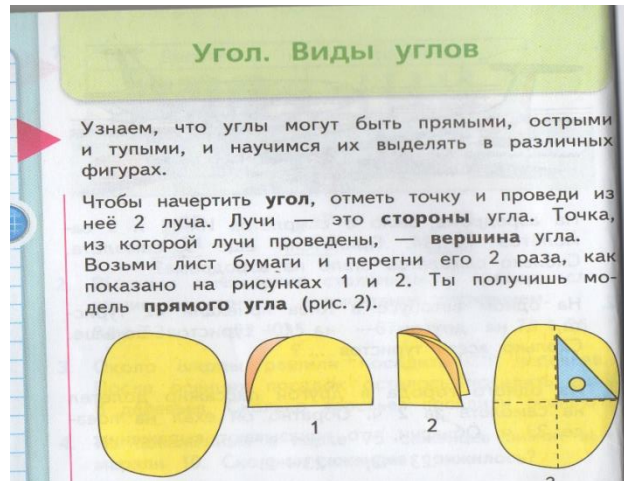 Угол. Виды углов
Узнаем, что углы могут быть прямыми, острыми
и тупыми, и научимся их выделять в различных
фигурах.
Чтобы начертить угол, отметь точку и проведи из
неё 2 луча. Лучи — это стороны угла. Точка,
из которой лучи проведены, — вершина угла.
Возьми лист бумаги и перегни его 2 раза, как
показано на рисунках 1 и 2. Ты получишь мо-
дель прямого угла (рис. 2).
1 2